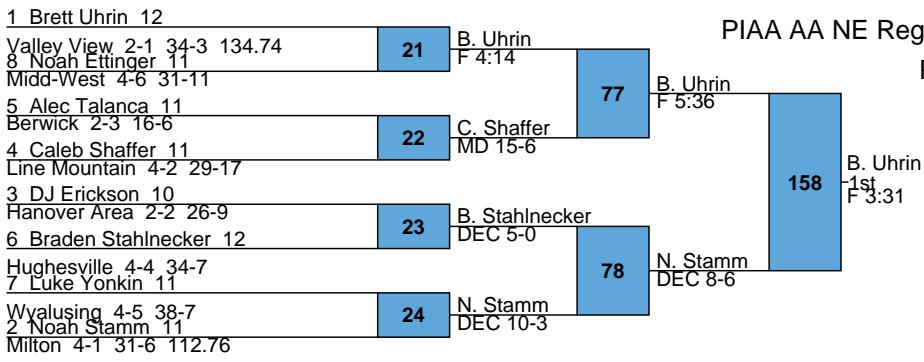 1 Brett Uhrin 12
PIAA AA NE Reg
Valley View 2-1 34-3 134.74
8 Noah Ettinger 11
Midd-West 4-6 31-11
21
B. Uhrin
F 4:14
5 Alec Talanca 11
Berwick 2-3 16-6
77
B. Uhrin
F 5:36
4 Caleb Shaffer 11
Line Mountain 4-2 29-17
22
C. Shaffer
MD 15-6
158
B. Uhrin
1st
F 3:31
3 DJ Erickson 10
Hanover Area 2-2 26-9
23
B. Stahlnecker
DEC 5-0
6 Braden Stahlnecker 12
Hughesville 4-4 34-7
78
N. Stamm
DEC 8-6
7 Luke Yonkin 11
Wyalusing 4-5 38-7
24
N. Stamm
DEC 10-3
2 Noah Stamm 11
Milton 4-1 31-6 112.76